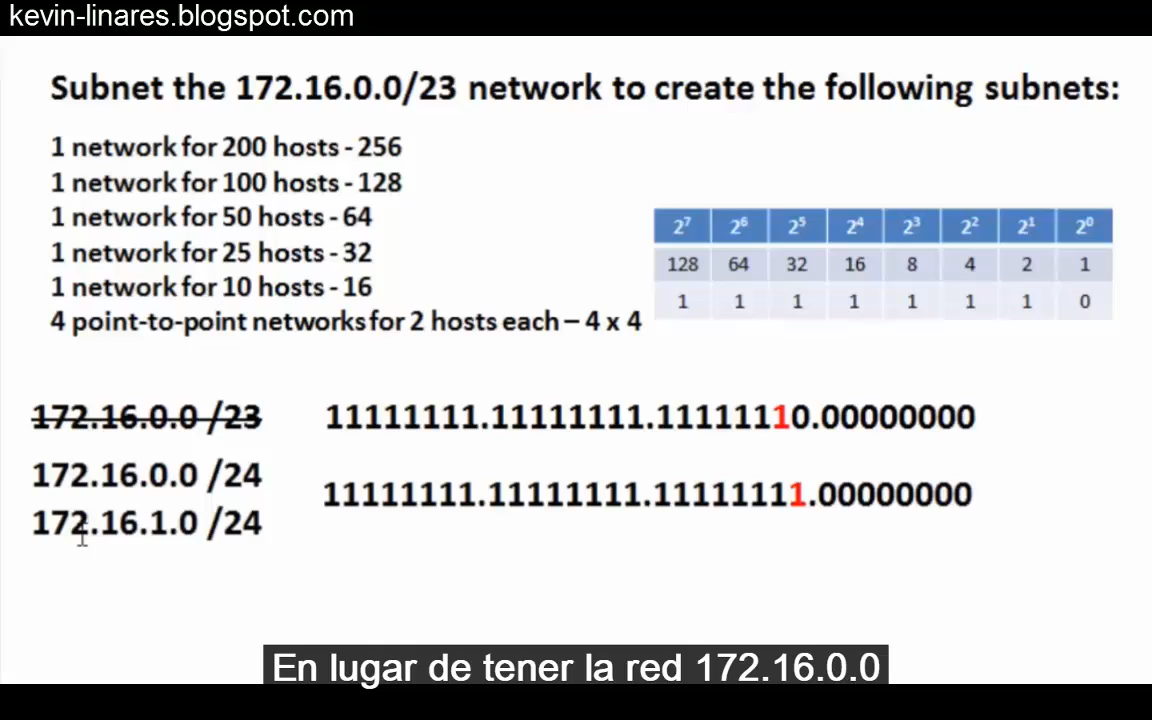 kevin-linares.blogspot.com
Subnet the 172.16.0.0/23 network to create the following subnets:
1 network for 200 hosts - 256
1 network for 100 hosts - 128
1 network for 50 hosts - 64
1 network for 25 hosts - 32
1 network for 10 hosts - 16
4 point-to-point networks for 2 hosts each – 4 x 4
2⁷ 2⁶ 2⁵ 2⁴ 2³ 2² 2¹ 2⁰
128 64 32 16 8 4 2 1
1 1 1 1 1 1 1 0
172.16.0.0 /23 11111111.11111111.11111110.00000000
172.16.0.0 /24
11111111.11111111.11111111.00000000
172.16.1.0 /24
En lugar de tener la red 172.16.0.0